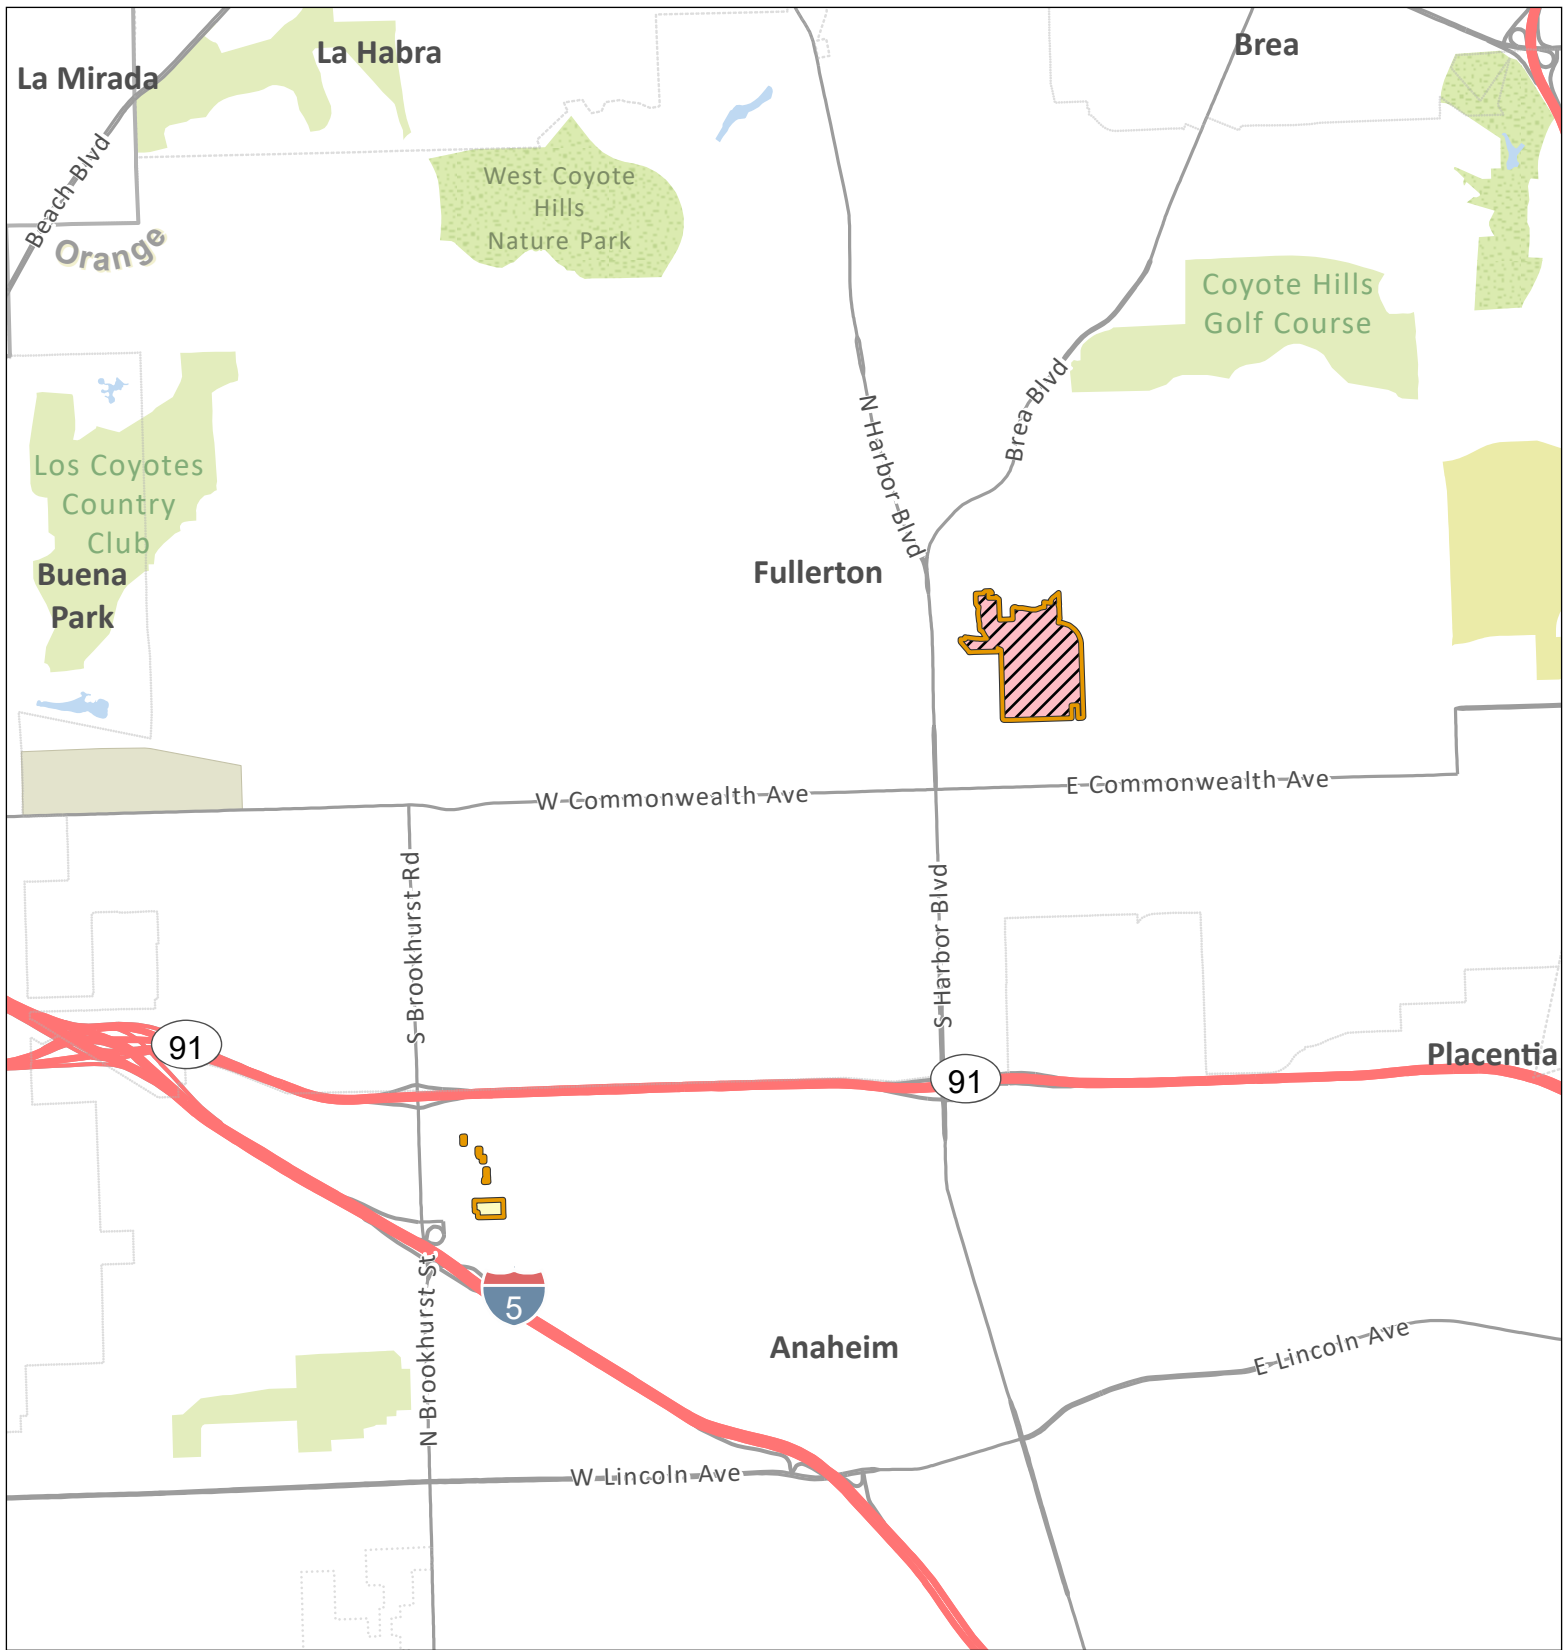 La Habra
Brea
La Mirada
Beach Blvd
West Coyote
Hills
Nature Park
Orange
Coyote Hills
Golf Course
Brea Blvd
N Harbor Blvd
Los Coyotes
Country
Club
Buena
Park
Fullerton
W Commonwealth Ave
E Commonwealth Ave
S Brookhurst Rd
S Harbor Blvd
91
91
Placentia
N Brookhurst St
5
Anaheim
E Lincoln Ave
W Lincoln Ave